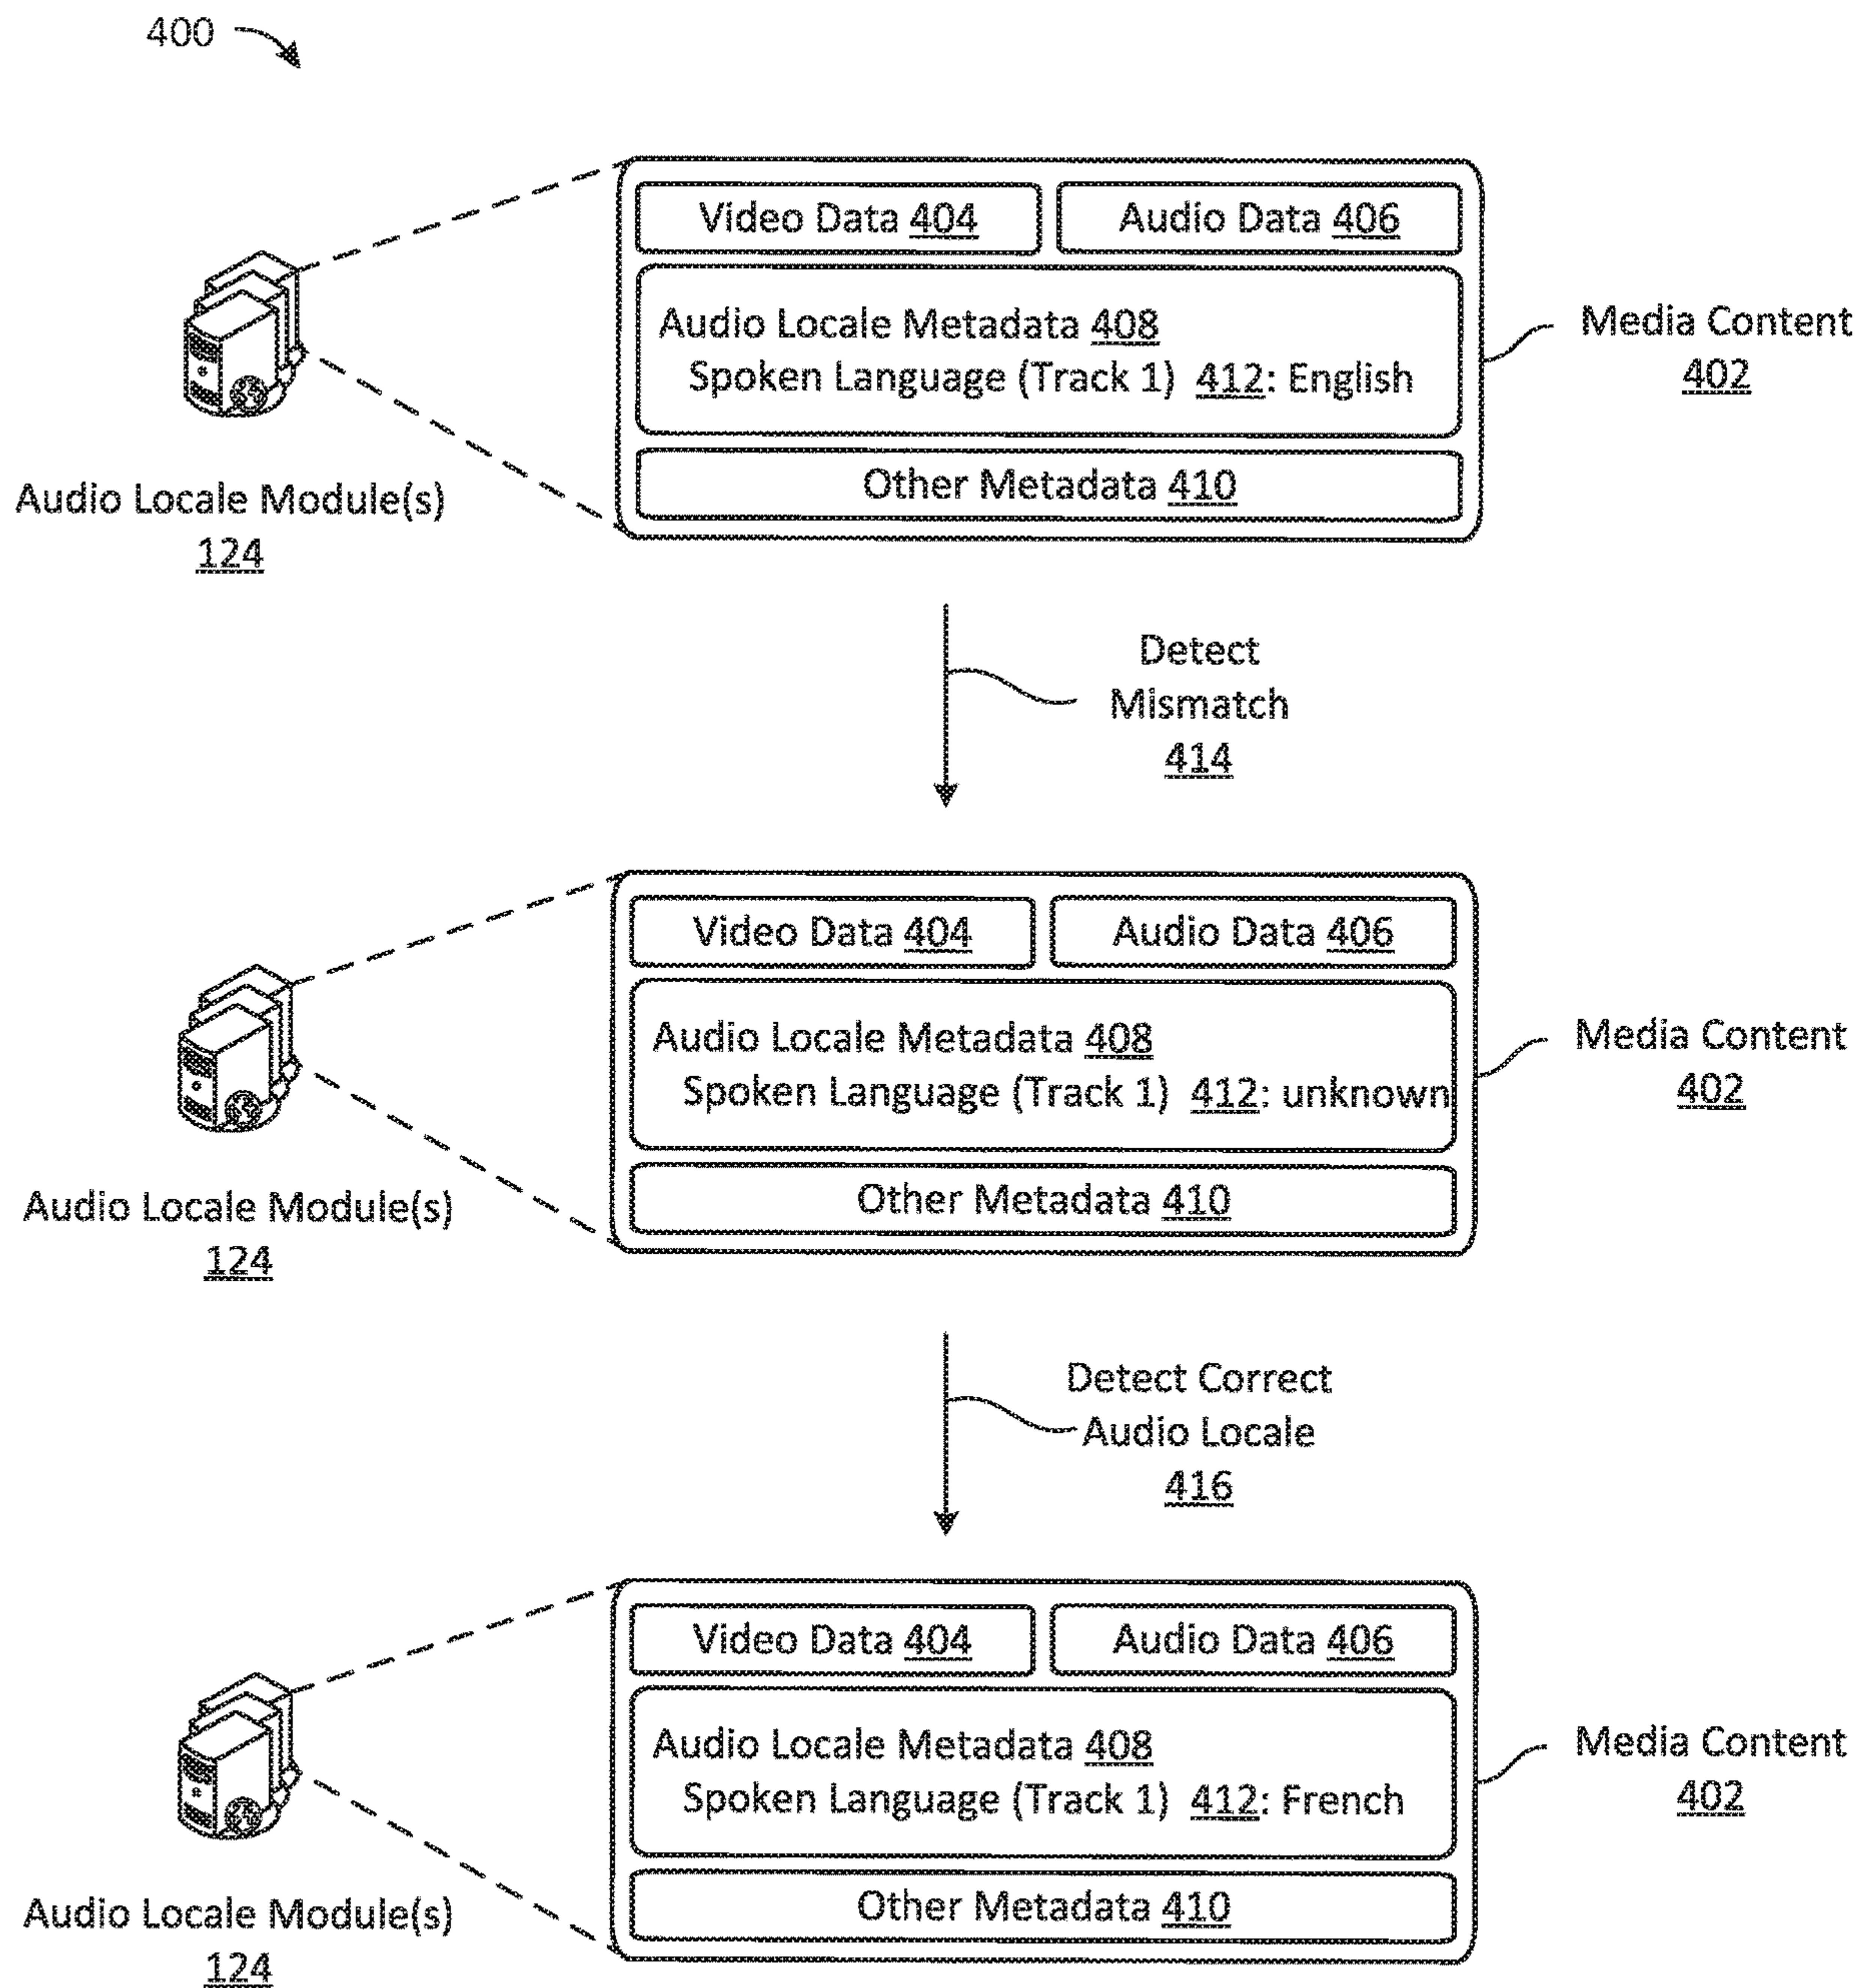 400
Video Data 404
Audio Data 406
Audio Locale Metadata 408
Spoken Language (Track 1) 412: English
Other Metadata 410
Media Content
402
Audio Locale Module(s)
124
Detect
Mismatch
414
Video Data 404
Audio Data 406
Audio Locale Metadata 408
Spoken Language (Track 1) 412: unknown
Other Metadata 410
Media Content
402
Audio Locale Module(s)
124
Detect Correct
Audio Locale
416
Video Data 404
Audio Data 406
Audio Locale Metadata 408
Spoken Language (Track 1) 412: French
Other Metadata 410
Media Content
402
Audio Locale Module(s)
124